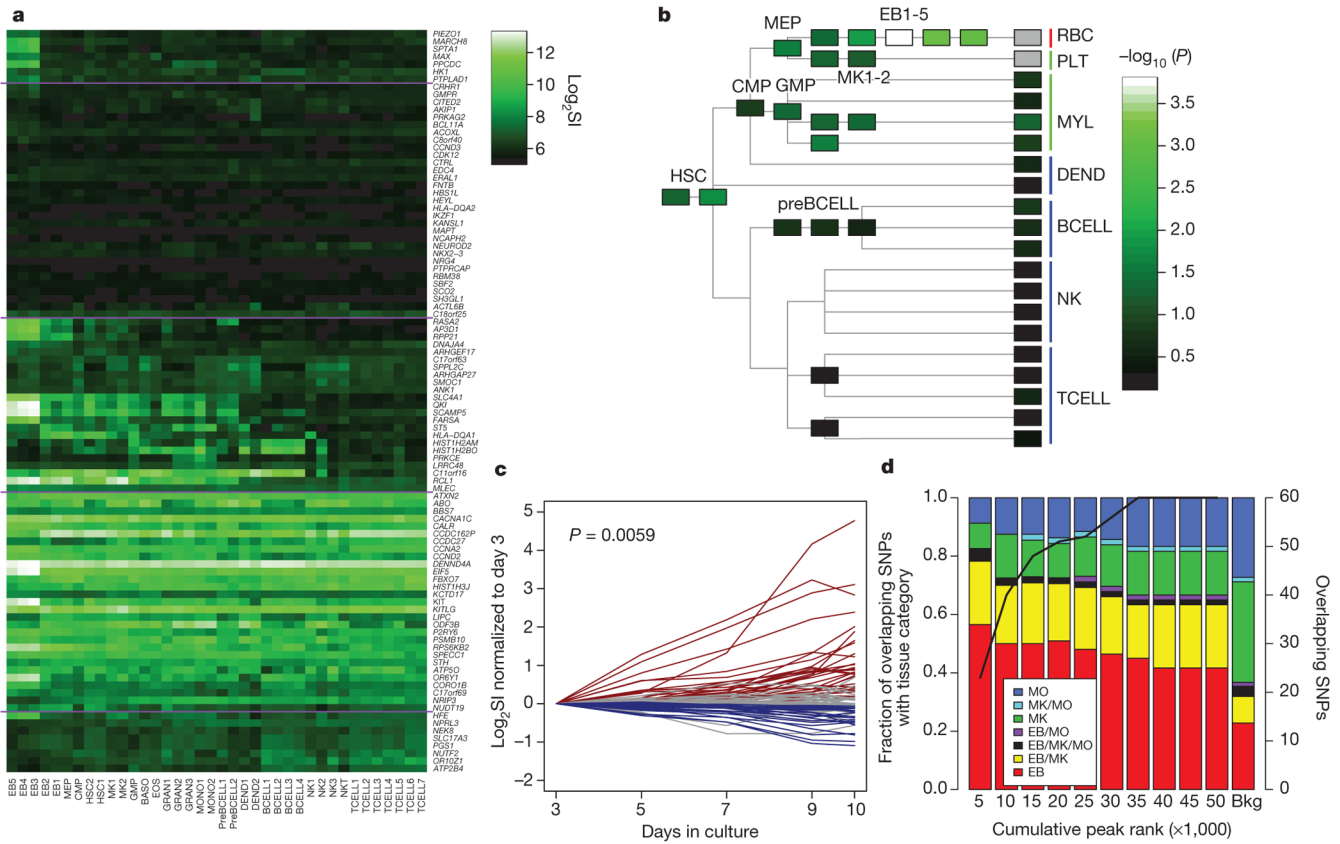 a
PIEZO1
MARCH8
SPTA1
MAX
PPCDC
HK1
PTPLAD1
CRHR1
GMPR
CITED2
AKIP1
PRKAG2
BCL11A
ACOXL
C8orf40
CCND3
CDK12
CTRL
EDC4
ERAL1
FNTB
HBS1L
HEYL
HLA-DQA2
IKZF1
KANSL1
MAPT
NCAPH2
NEUROD2
NKX2-3
NRG4
PTPRCAP
RBM38
SBF2
SCO2
SH3GL1
ACTL6B
C18orf25
RASA2
AP3D1
RPP21
DNAJA4
ARHGEF17
C17orf63
SPPL2C
ARHGAP27
SMOC1
ANK1
SLC4A1
QKI
SCAMP5
FARSA
ST5
HLA-DQA1
HIST1H2AM
HIST1H2BO
PRKCE
LRRC48
C11orf16
RCL1
MLEC
ATXN2
ABO
BBS7
CACNA1C
CALR
CCDC162P
CCDC27
CCNA2
CCND2
DENND4A
EIF5
FBXO7
HIST1H3J
KCTD17
KIT
KITLG
LIPC
ODF3B
P2RY6
PSMB10
RPS6KB2
SPECC1
STH
ATP5O
OR6Y1
CORO1B
C17orf69
NRIP3
NUDT19
HFE
NPRL3
NEK8
SLC17A3
PGS1
NUTF2
OR10Z1
ATP2B4
EB5
EB4
EB3
EB2
EB1
MEP
CMP
HSC2
HSC1
MK1
MK2
GMP
BASO
EOS
GRAN1
GRAN2
GRAN3
MONO1
MONO2
PreBCELL1
PreBCELL2
DEND1
DEND2
BCELL1
BCELL2
BCELL3
BCELL4
NK1
NK2
NK3
NKT
TCELL1
TCELL2
TCELL3
TCELL4
TCELL5
TCELL6
TCELL7
12
10
8
6
Log2SI
b
MEP
EB1-5
MK1-2
CMP
GMP
HSC
preBCELL
RBC
PLT
MYL
DEND
BCELL
NK
TCELL
−log10 (P)
3.5
3.0
2.5
2.0
1.5
1.0
0.5
c
P = 0.0059
Log2SI normalized to day 3
5
4
3
2
1
0
−1
−2
3
5
7
9
10
Days in culture
d
Fraction of overlapping SNPs
with tissue category
1.0
0.8
0.6
0.4
0.2
0.0
MO
MK/MO
MK
EB/MO
EB/MK/MO
EB/MK
EB
5
10
15
20
25
30
35
40
45
50
Bkg
Cumulative peak rank (×1,000)
60
50
40
30
20
10
0
Overlapping SNPs